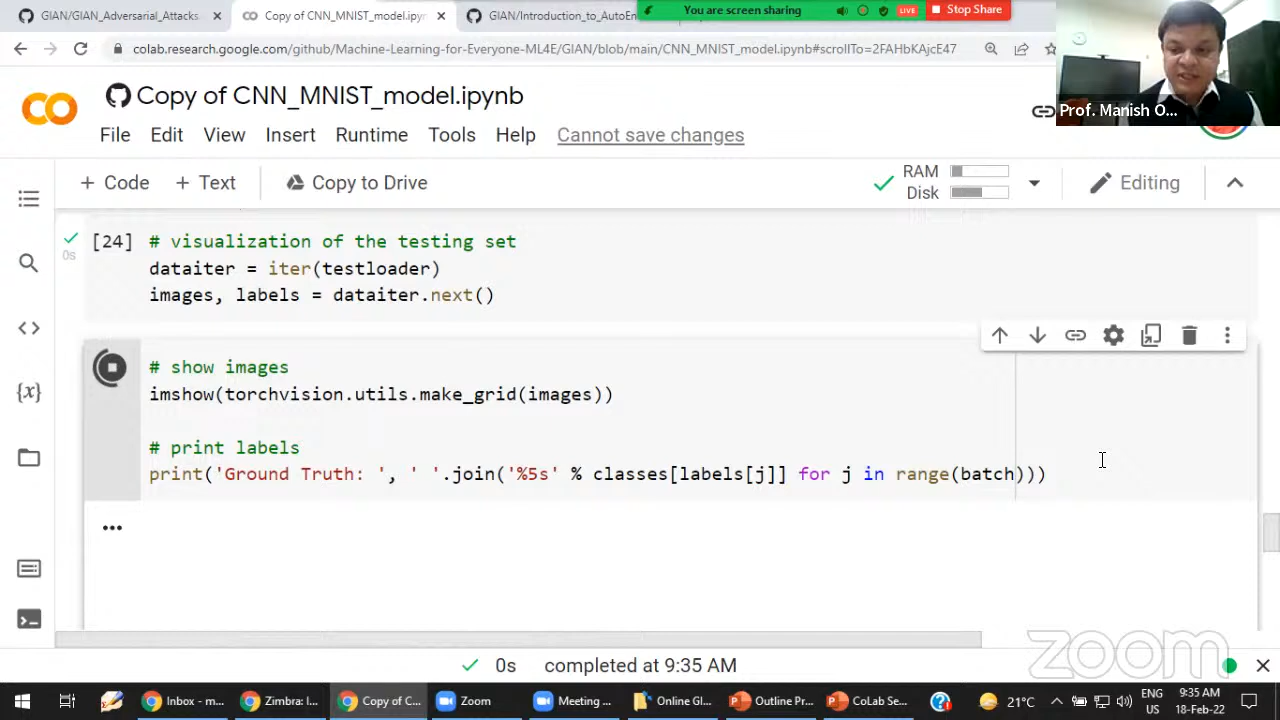 GIAN/GIAN_Adversarial_Attacks
Copy of CNN_MNIST_model.ipyn
GIAN/Introduction_to_AutoEn
You are screen sharing
LIVE
Stop Share
colab.research.google.com/github/Machine-Learning-for-Everyone-ML4E/GIAN/blob/main/CNN_MNIST_model.ipynb#scrollTo=2FAHbKAjcE47
Copy of CNN_MNIST_model.ipynb
Prof. Manish O...
File Edit View Insert Runtime Tools Help Cannot save changes
+ Code + Text Copy to Drive
RAM
Disk
Editing
[24] # visualization of the testing set
0s
dataiter = iter(testloader)
images, labels = dataiter.next()
# show images
imshow(torchvision.utils.make_grid(images))
# print labels
print('Ground Truth: ', ' '.join('%5s' % classes[labels[j]] for j in range(batch)))
{x}
0s completed at 9:35 AM
zoom
Inbox - m...
Zimbra: I...
Copy of C...
Zoom
Meeting ...
Online Gl...
Outline Pr...
CoLab Se...
21°C
ENG
US
9:35 AM
18-Feb-22